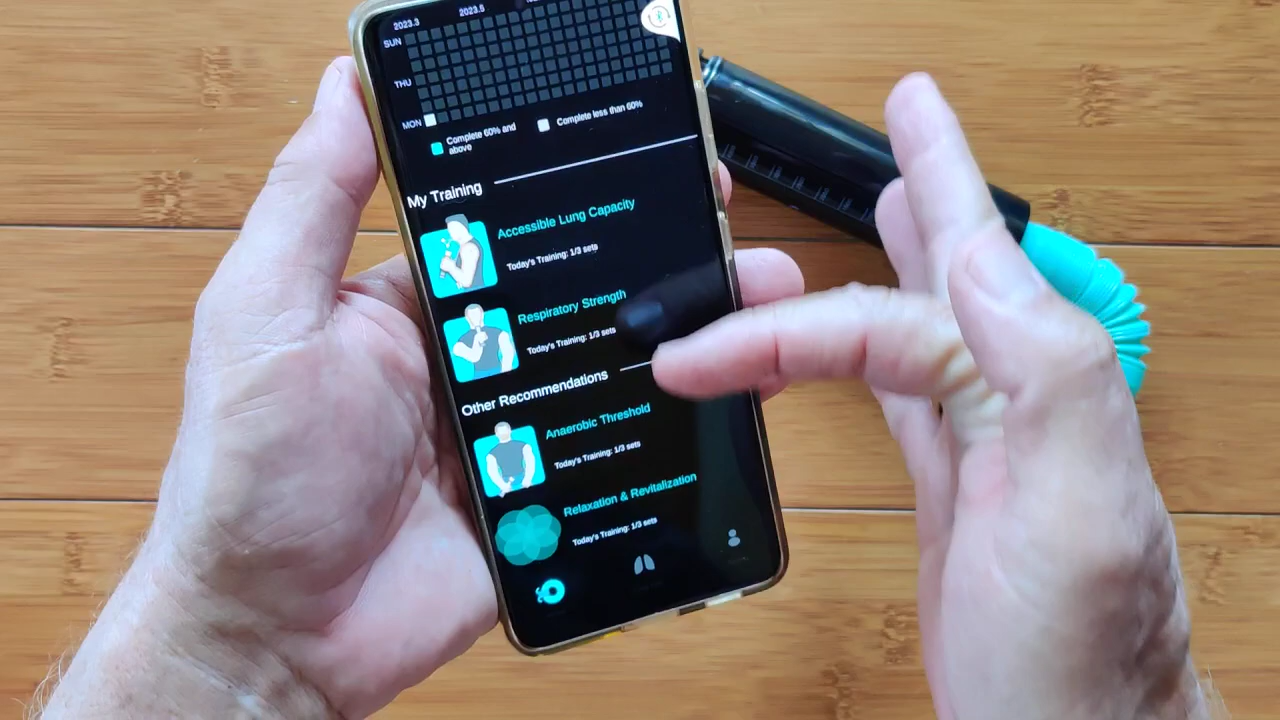 2023.3
2023.5
SUN
THU
MON
Complete 60% and
above
Complete less than 60%
My Training
Accessible Lung Capacity
Today's Training: 1/3 sets
Respiratory Strength
Today's Training: 1/3 sets
Other Recommendations
Anaerobic Threshold
Today's Training: 1/3 sets
Relaxation & Revitalization
Today's Training: 1/3 sets